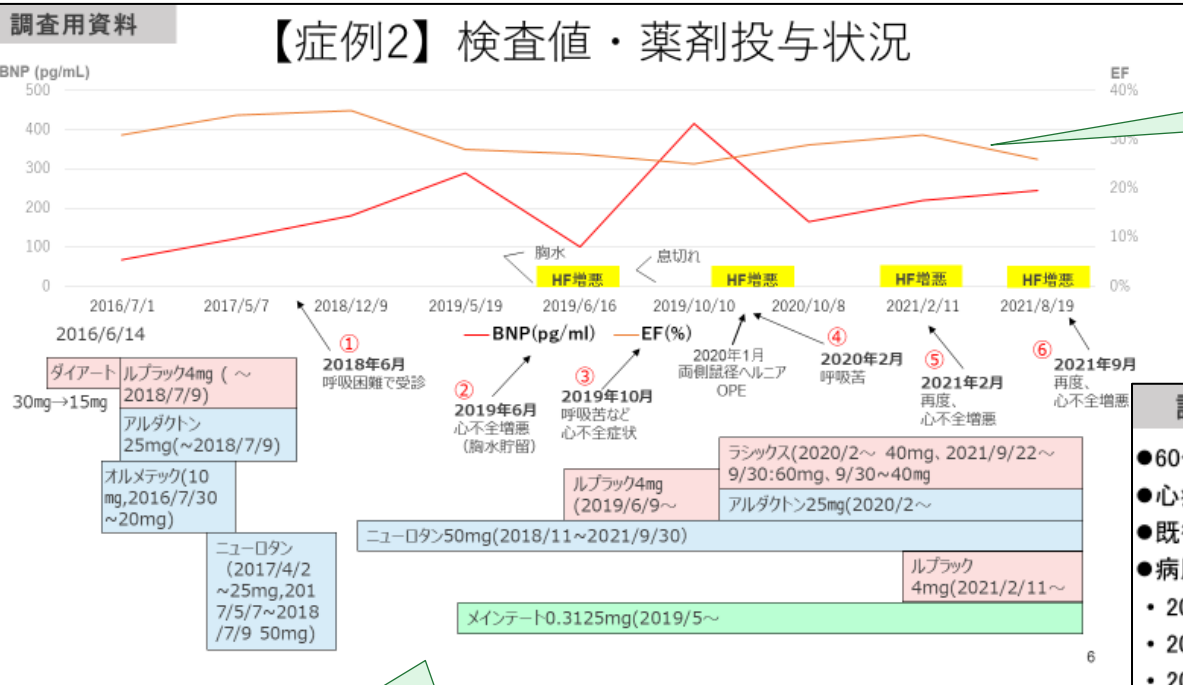 調査用資料
【症例2】検査値・薬剤投与状況
BNP (pg/mL)
EF
500
400
300
200
100
0
40%
30%
20%
10%
0%
胸水
息切れ
HF増悪
HF増悪
HF増悪
HF増悪
2016/7/1
2017/5/7
2018/12/9
2019/5/19
2019/6/16
2019/10/10
2020/10/8
2021/2/11
2021/8/19
2016/6/14
BNP(pg/ml)
EF(%)
①
2018年6月
呼吸困難で受診
②
2019年6月
心不全増悪
(胸水貯留)
③
2019年10月
呼吸苦など
心不全症状
2020年1月
両側鼠径ヘルニア
OPE
④
2020年2月
呼吸苦
⑤
2021年2月
再度、
心不全増悪
⑥
2021年9月
再度、
心不全増悪
ダイアート
30mg→15mg
ルプラック4mg ( ～
2018/7/9)
アルダクトン
25mg(~2018/7/9)
オルメテック(10
mg,2016/7/30
~20mg)
ニューロタン
（2017/4/2
~25mg,201
7/5/7~2018
/7/9 50mg)
ルプラック4mg
(2019/6/9～
ラシックス(2020/2～ 40mg、2021/9/22～
9/30:60mg、9/30~40mg
アルダクトン25mg(2020/2～
ニューロタン50mg(2018/11~2021/9/30)
ルプラック
4mg(2021/2/11～
メインテート0.3125mg(2019/5～
6
●60
●心
●既
●病
・ 20
・ 20
・ 20